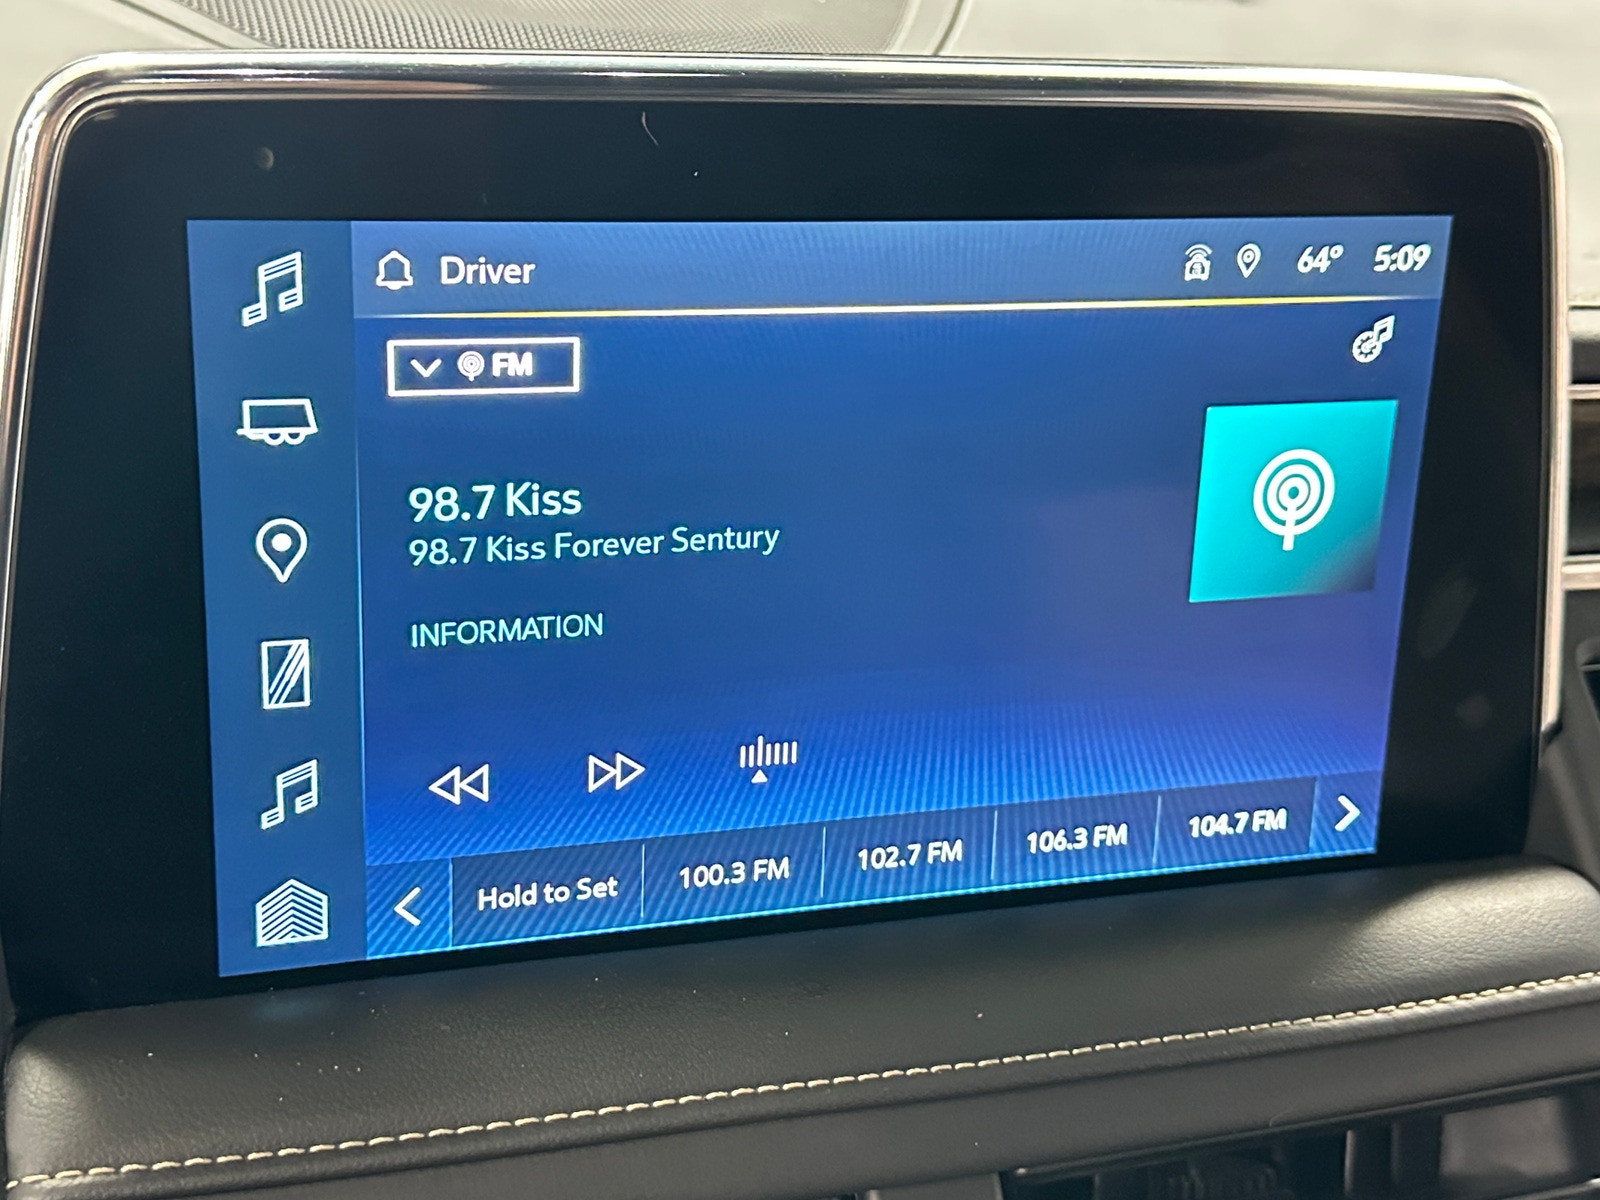 Driver
64° 5:09
FM
98.7 Kiss
98.7 Kiss Forever Sentury
INFORMATION
Hold to Set 100.3 FM 102.7 FM 106.3 FM 104.7 FM